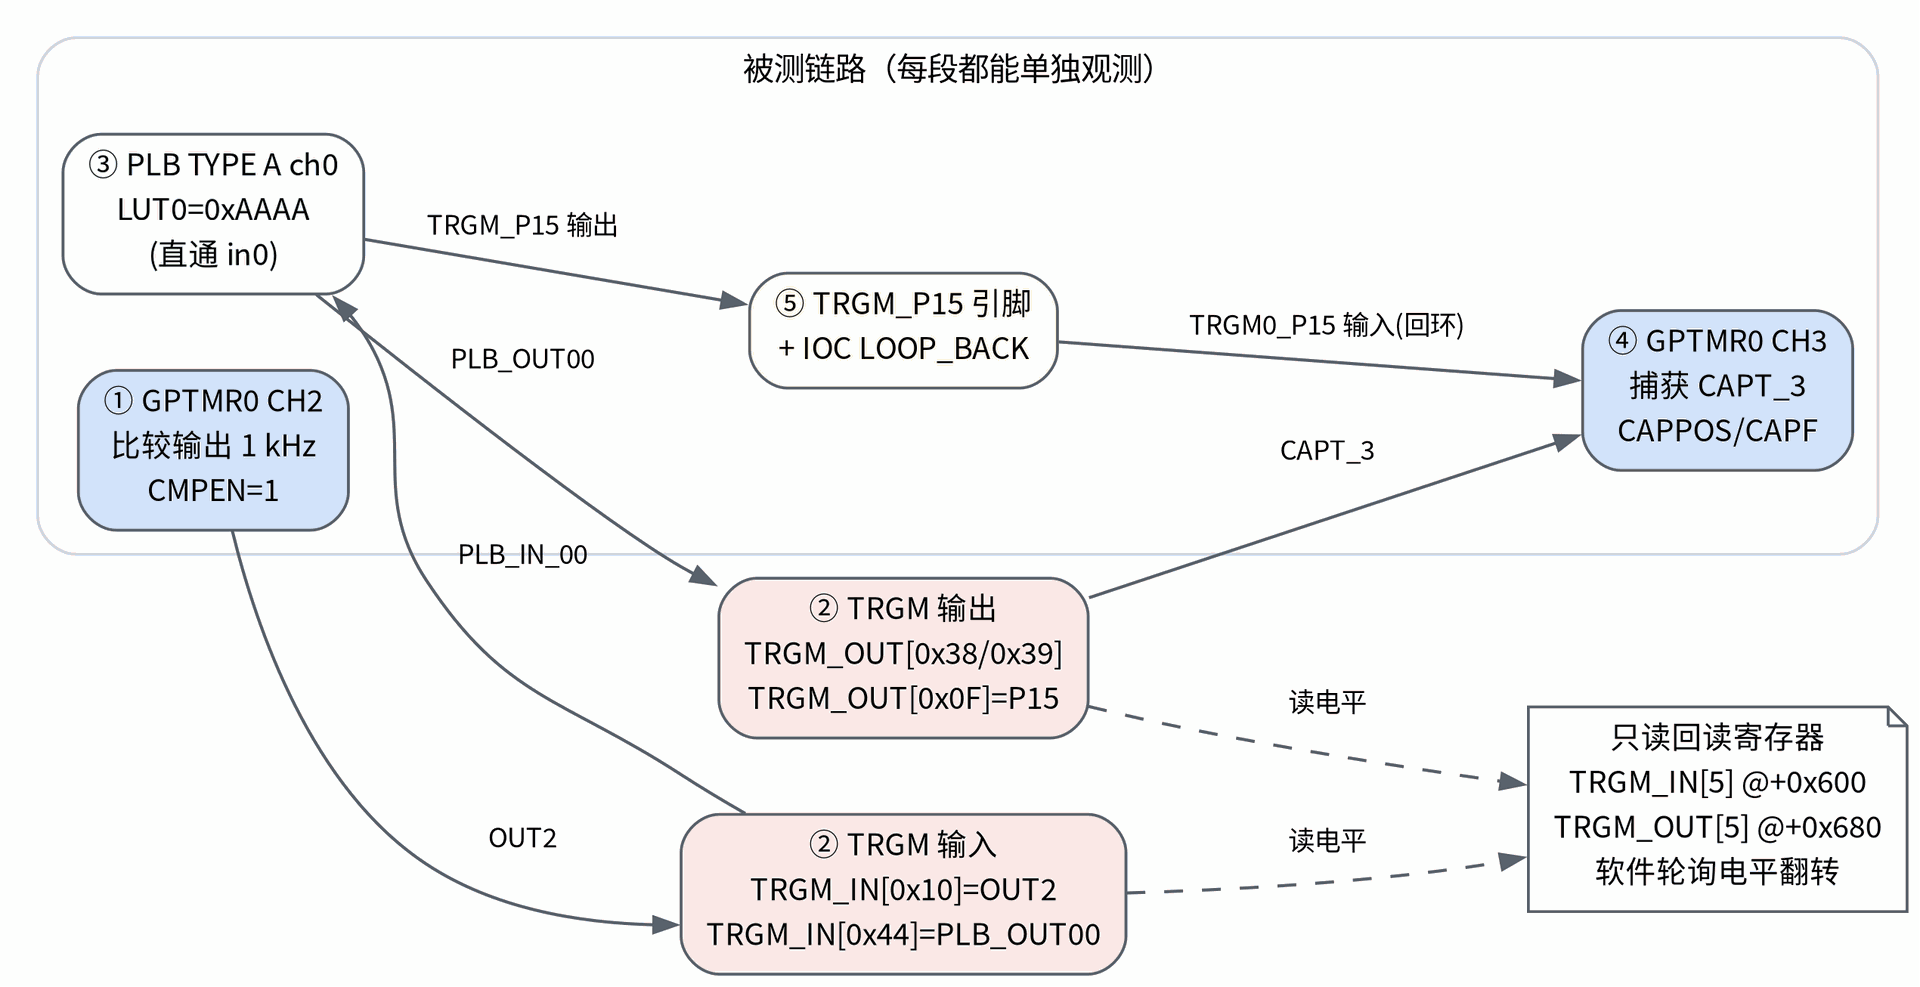 被测链路（每段都能单独观测）
③ PLB TYPE A ch0
LUT0=0xAAAA
(直通 in0)
TRGM_P15 输出
⑤ TRGM_P15 引脚
+ IOC LOOP_BACK
TRGM0_P15 输入(回环)
④ GPTMR0 CH3
捕获 CAPT_3
CAPPOS/CAPF
PLB_OUT00
① GPTMR0 CH2
比较输出 1 kHz
CMPEN=1
CAPT_3
PLB_IN_00
② TRGM 输出
TRGM_OUT[0x38/0x39]
TRGM_OUT[0x0F]=P15
读电平
只读回读寄存器
TRGM_IN[5] @+0x600
TRGM_OUT[5] @+0x680
软件轮询电平翻转
OUT2
读电平
② TRGM 输入
TRGM_IN[0x10]=OUT2
TRGM_IN[0x44]=PLB_OUT00